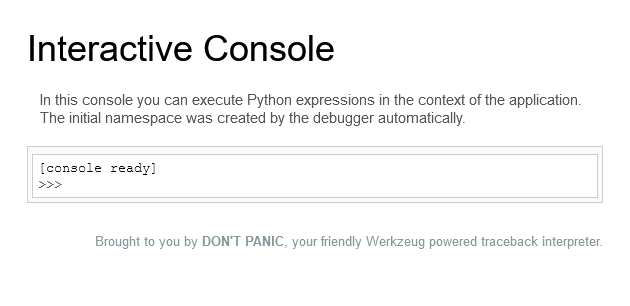 Interactive Console
In this console you can execute Python expressions in the context of the application.
The initial namespace was created by the debugger automatically.
[console ready]
>>>
Brought to you by DON'T PANIC, your friendly Werkzeug powered traceback interpreter.